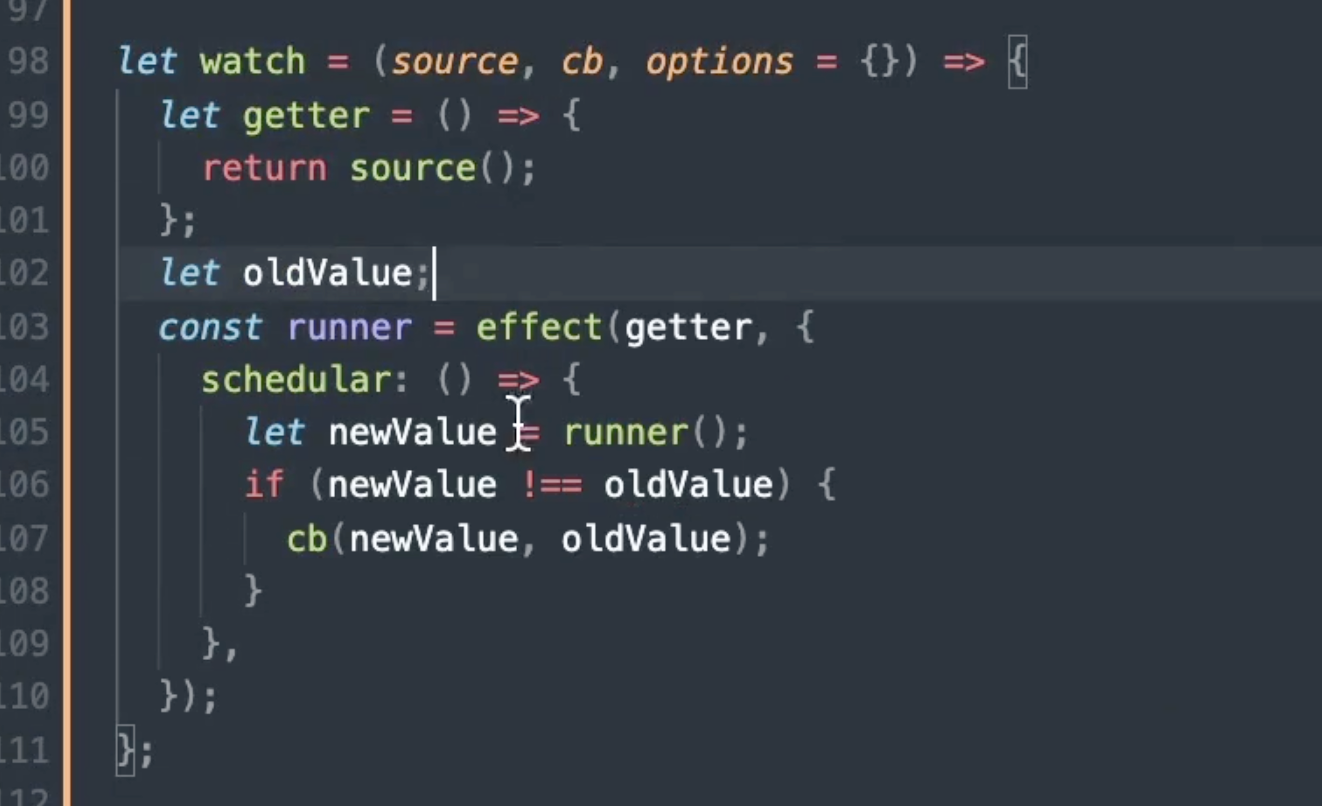 97
98 let watch = (source, cb, options = {}) => {
99 let getter = () => {
100 return source();
101 };
102 let oldValue;
103 const runner = effect(getter, {
104 schedular: () => {
105 let newValue = runner();
106 if (newValue !== oldValue) {
107 cb(newValue, oldValue);
108 }
109 },
110 });
111 };
112